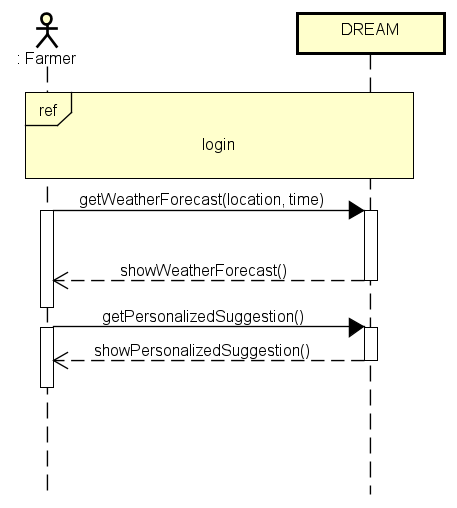 DREAM
: Farmer
ref
login
getWeatherForecast(location, time)
showWeatherForecast()
getPersonalizedSuggestion()
showPersonalizedSuggestion()